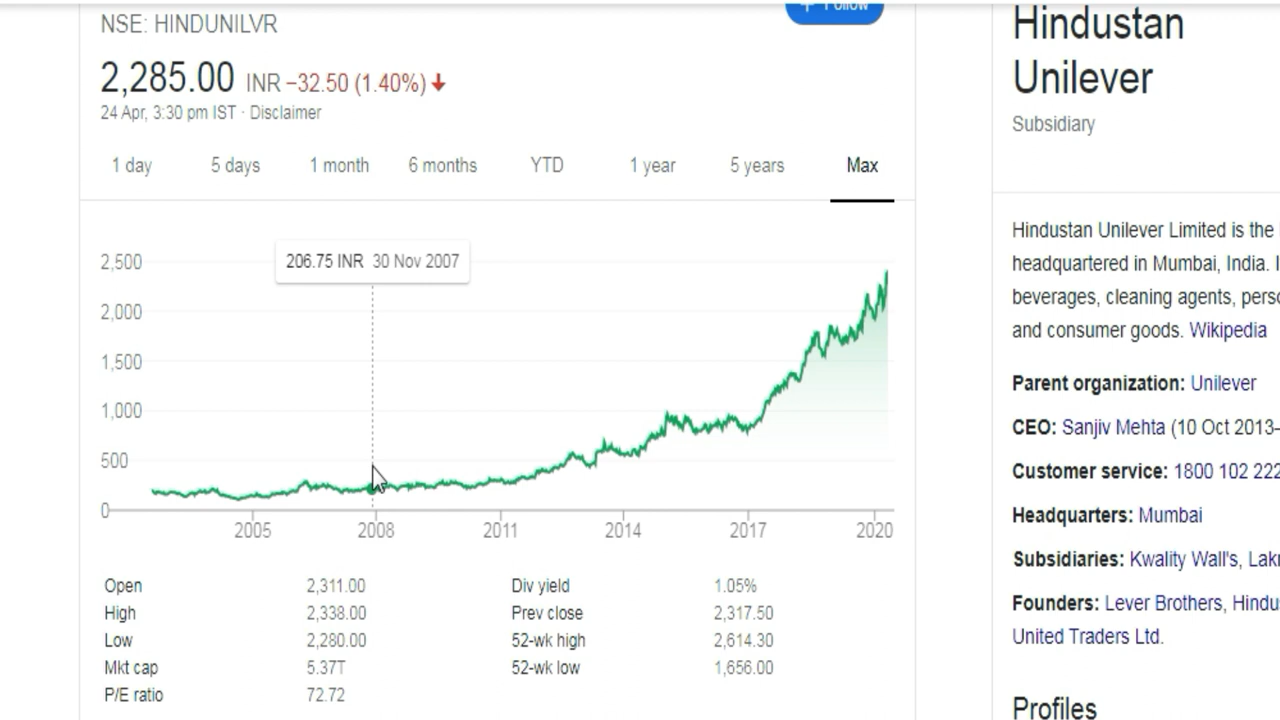 + Follow
NSE: HINDUNILVR
2,285.00 INR −32.50 (1.40%)
24 Apr, 3:30 pm IST · Disclaimer
1 day 5 days 1 month 6 months YTD 1 year 5 years Max
206.75 INR 30 Nov 2007
2,500
2,000
1,500
1,000
500
0
2005 2008 2011 2014 2017 2020
Open 2,311.00 Div yield 1.05%
High 2,338.00 Prev close 2,317.50
Low 2,280.00 52-wk high 2,614.30
Mkt cap 5.37T 52-wk low 1,656.00
P/E ratio 72.72
Hindustan
Unilever
Subsidiary
Hindustan Unilever Limited is the
headquartered in Mumbai, India. I
beverages, cleaning agents, perso
and consumer goods. Wikipedia
Parent organization: Unilever
CEO: Sanjiv Mehta (10 Oct 2013–
Customer service: 1800 102 222
Headquarters: Mumbai
Subsidiaries: Kwality Wall's, Lak
Founders: Lever Brothers, Hindu
United Traders Ltd.
Profiles